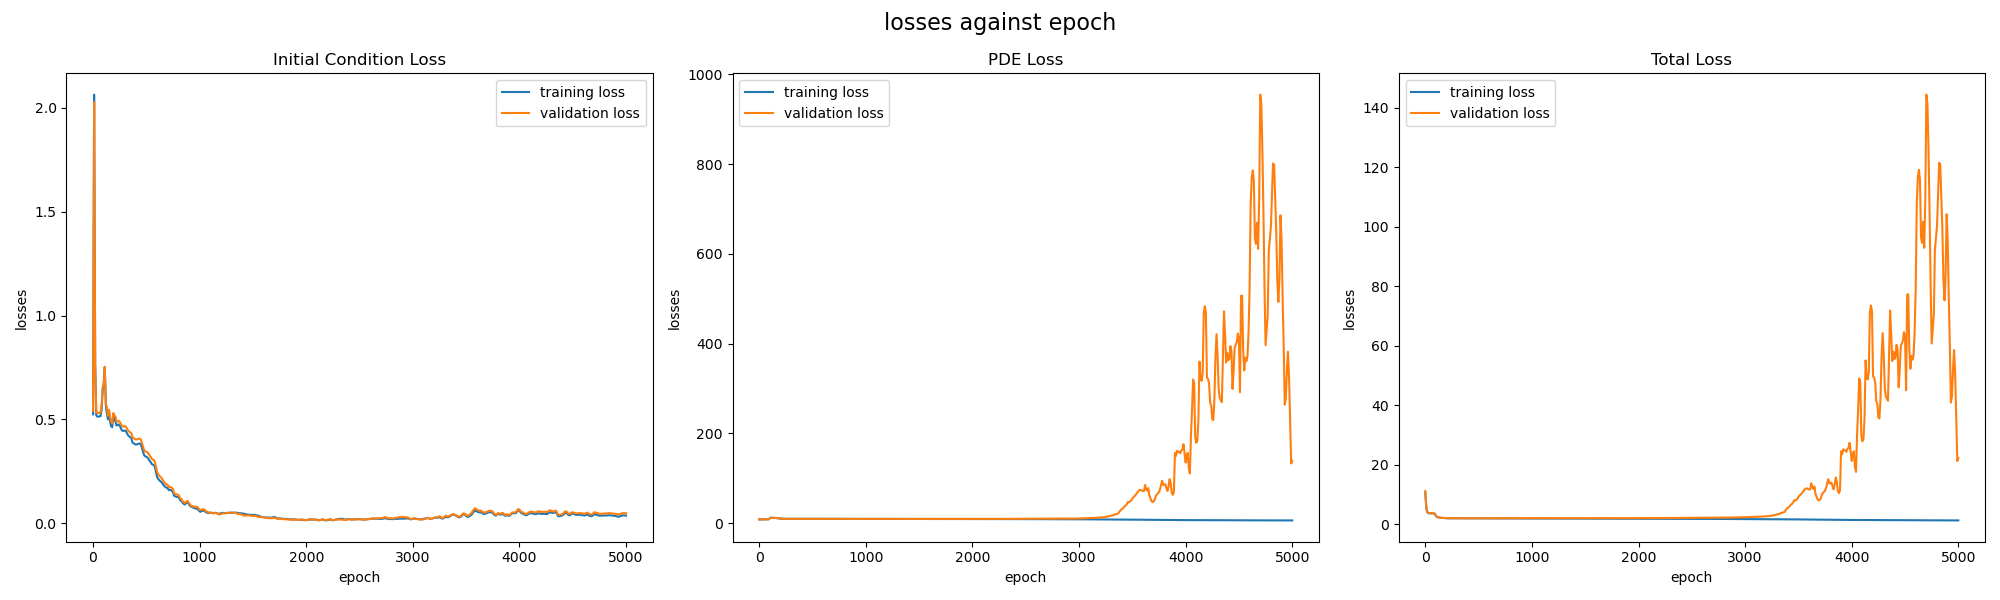 losses against epoch
Initial Condition Loss
training loss
validation loss
2.0
1.5
1.0
0.5
0.0
losses
0 1000 2000 3000 4000 5000
epoch
PDE Loss
training loss
validation loss
1000
800
600
400
200
0
losses
0 1000 2000 3000 4000 5000
epoch
Total Loss
training loss
validation loss
140
120
100
80
60
40
20
0
losses
0 1000 2000 3000 4000 5000
epoch